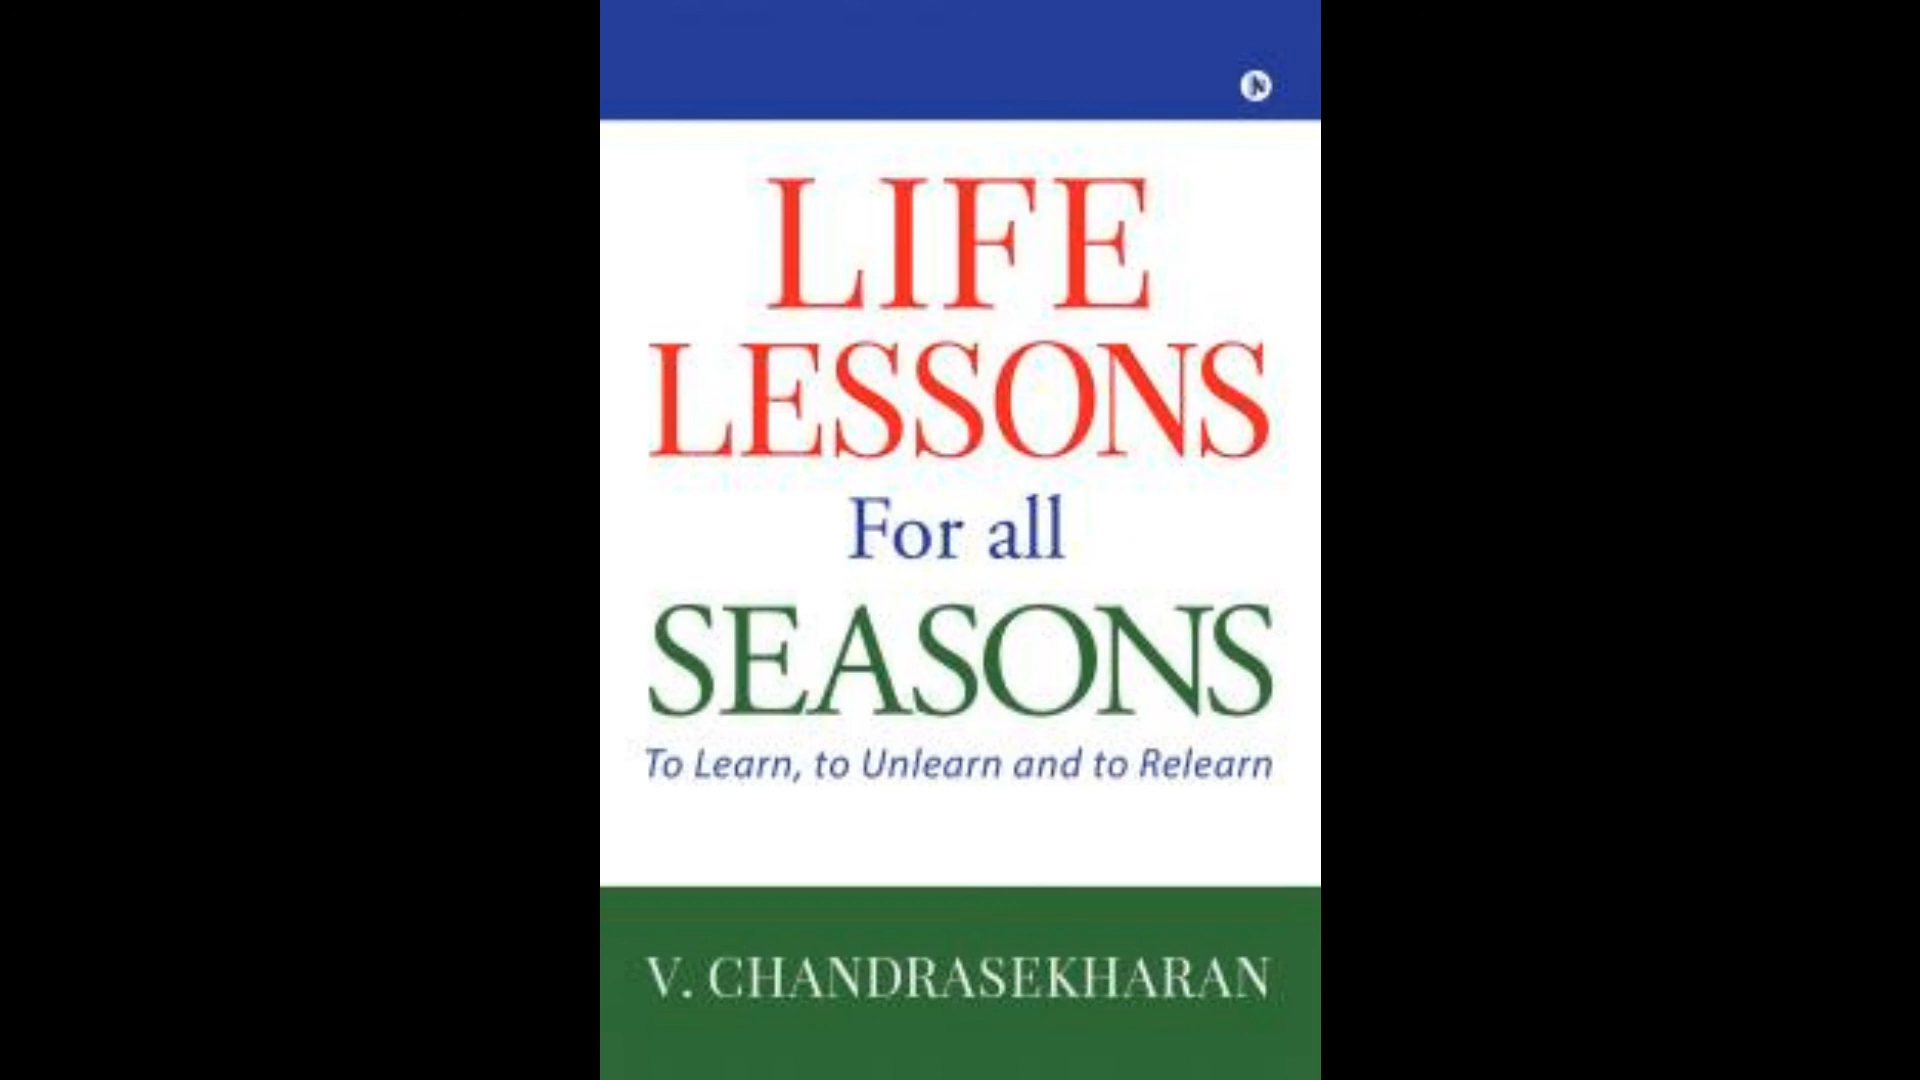 N
LIFE
LESSONS
For all
SEASONS
To Learn, to Unlearn and to Relearn
V. CHANDRASEKHARAN